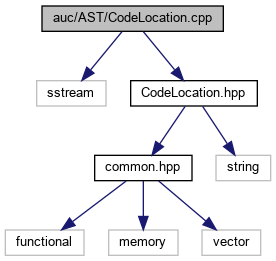 auc/AST/CodeLocation.cpp
sstream
CodeLocation.hpp
common.hpp
string
functional
memory
vector